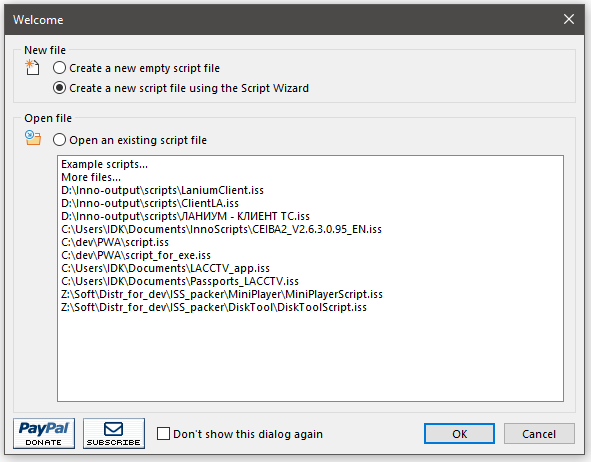 Welcome
New file
Create a new empty script file
Create a new script file using the Script Wizard
Open file
Open an existing script file
Example scripts...
More files...
D:\Inno-output\scripts\LaniumClient.iss
D:\Inno-output\scripts\ClientLA.iss
D:\Inno-output\scripts\ЛАНИУМ - КЛИЕНТ ТС.iss
C:\Users\IDK\Documents\InnoScripts\CEIBA2_V2.6.3.0.95_EN.iss
C:\dev\PWA\script.iss
C:\dev\PWA\script_for_exe.iss
C:\Users\IDK\Documents\LACCTV_app.iss
C:\Users\IDK\Documents\Passports_LACCTV.iss
Z:\Soft\Distr_for_dev\ISS_packer\MiniPlayer\MiniPlayerScript.iss
Z:\Soft\Distr_for_dev\ISS_packer\DiskTool\DiskToolScript.iss
PayPal
DONATE
SUBSCRIBE
Don't show this dialog again
OK
Cancel